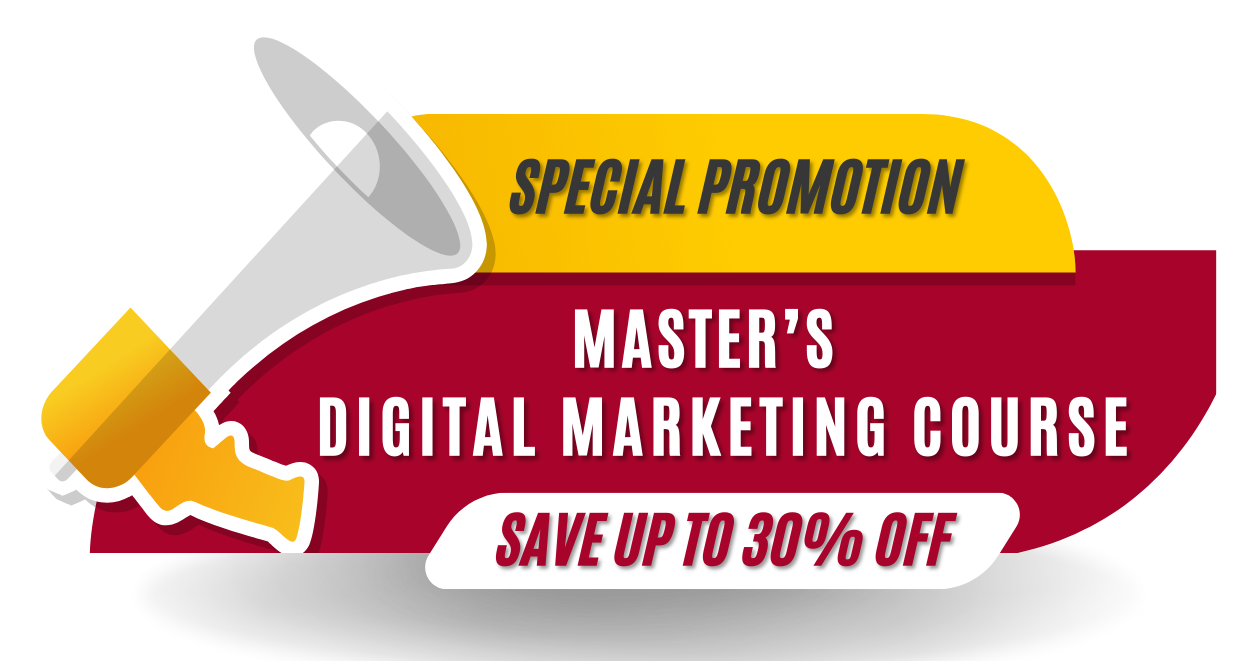 SPECIAL PROMOTION
MASTER’S
DIGITAL MARKETING COURSE
SAVE UP TO 30% OFF